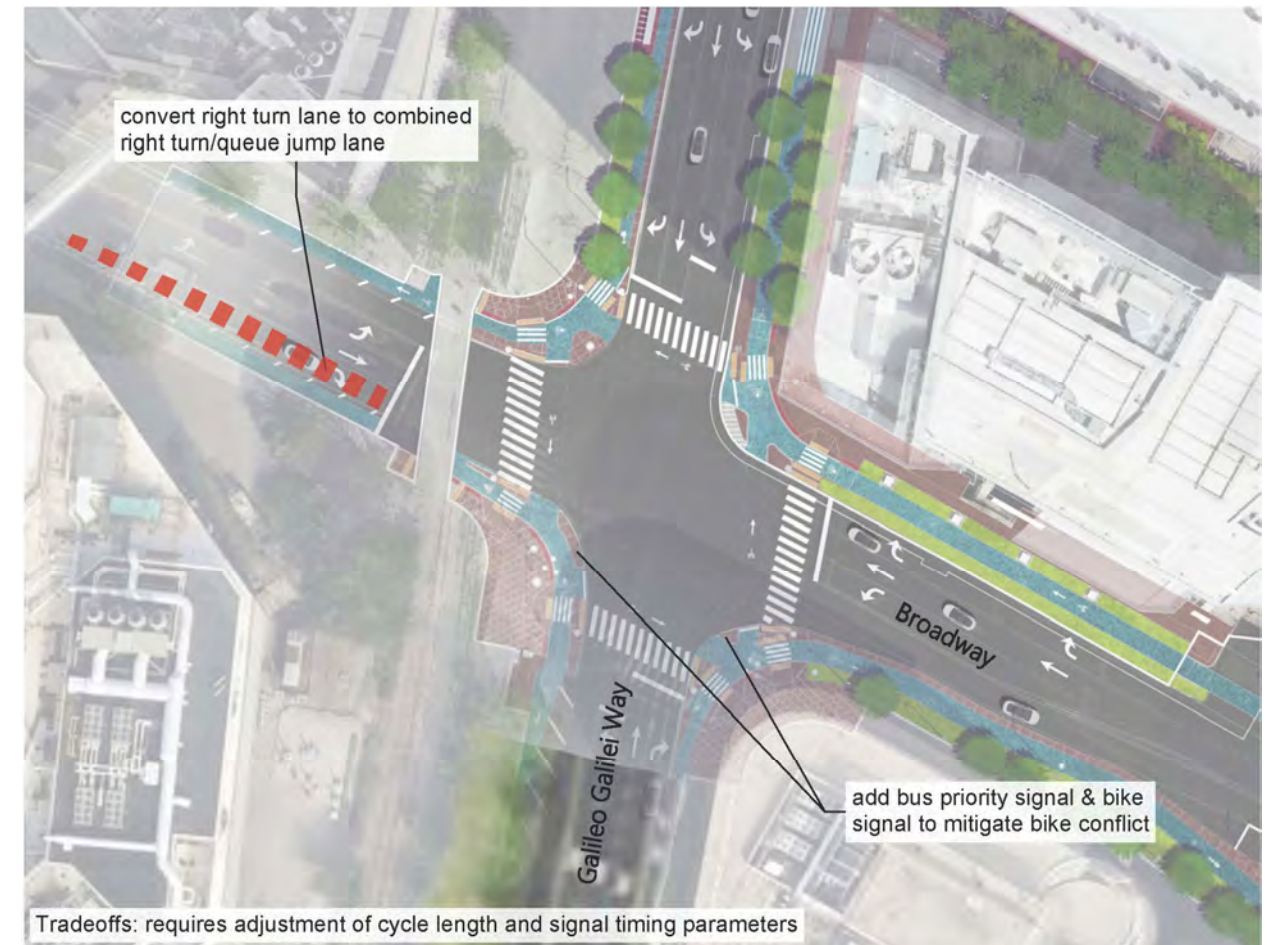 convert right turn lane to combined
right turn/queue jump lane
Broadway
Galileo Galilei Way
add bus priority signal & bike
signal to mitigate bike conflict
Tradeoffs: requires adjustment of cycle length and signal timing parameters